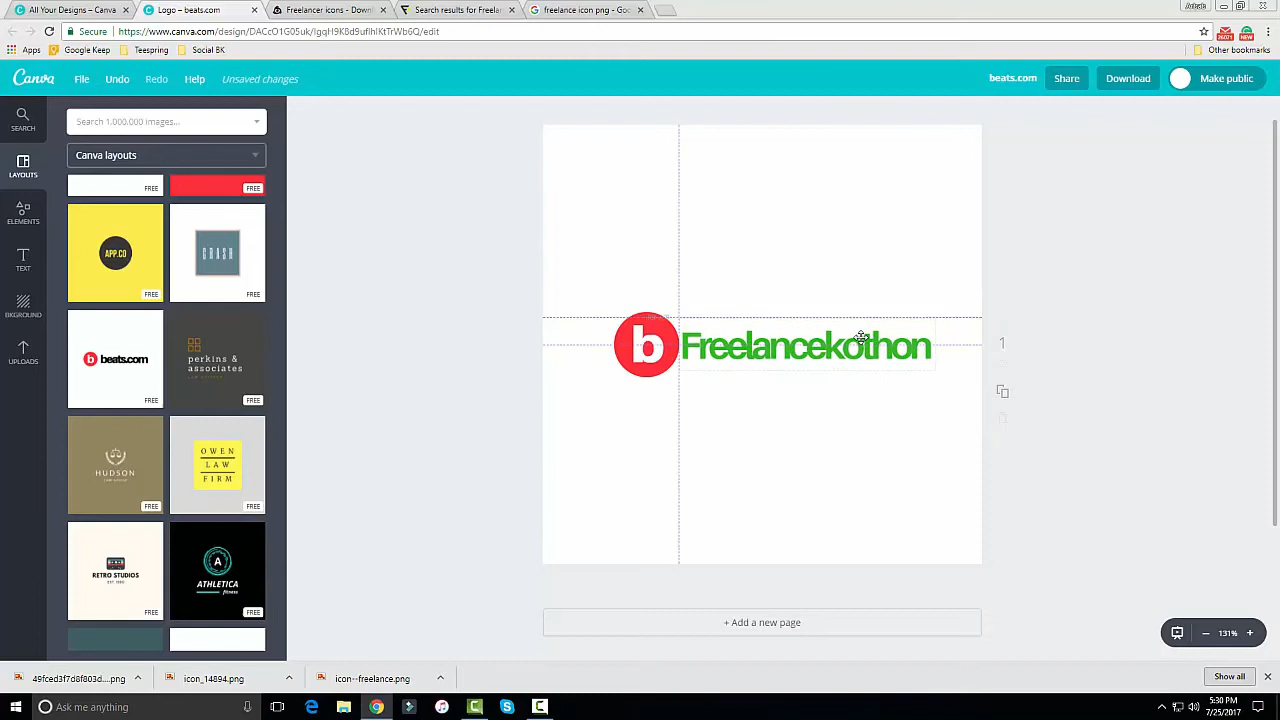 All Your Designs – Canva
Logo – beats.com
Freelancer icons - Down
Search results for Freelan
freelance icon png - Goo
Secure
https://www.canva.com/design/DACcO1G05uk/IgqH9K8d9ufIhIKtTrWb6Q/edit
Apps
Google Keep
Teespring
Social BK
Other bookmarks
Canva
File
Undo
Redo
Help
Unsaved changes
beats.com
Share
Download
Make public
SEARCH
LAYOUTS
ELEMENTS
TEXT
BKGROUND
UPLOADS
Search 1,000,000 images...
Canva layouts
FREE
FREE
APP.CO
FREE
CRASH
FREE
b beats.com
FREE
perkins &
associates
FREE
HUDSON
FREE
OWEN
LAW
FIRM
FREE
RETRO STUDIOS
FREE
A
ATHLETICA
fitness
FREE
b Freelancekothon
1
+ Add a new page
131%
49fced3f7d8f803d....png
icon_14894.png
icon--freelance.png
Show all
Ask me anything
5:30 PM
7/25/2017